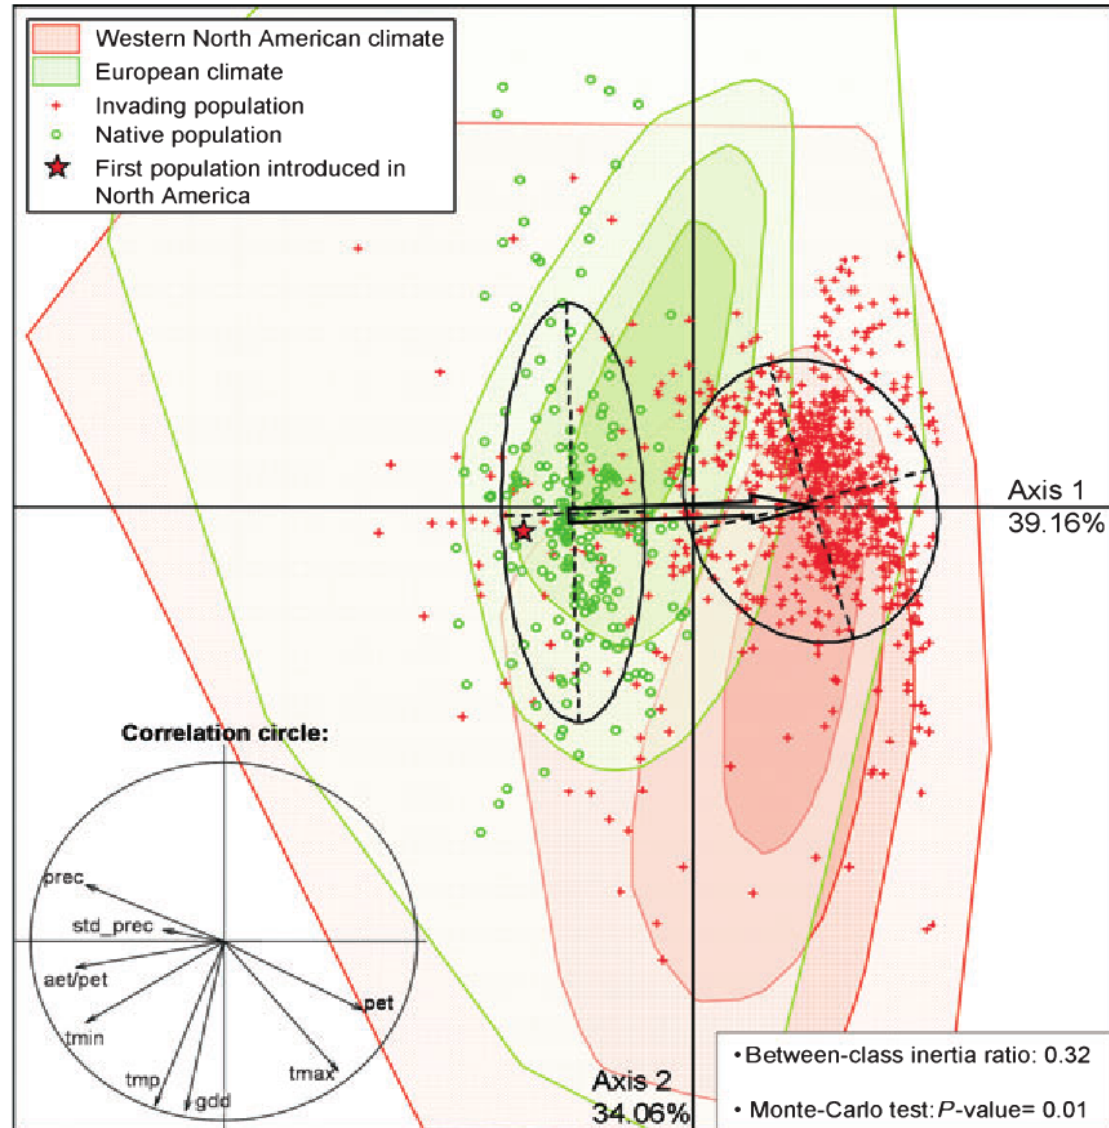 Western North American climate
European climate
Invading population
Native population
First population introduced in
North America
Axis 1
39.16%
Correlation circle:
prec
std_prec
aet/pet
tmin
tmp
gdd
tmax
pet
Axis 2
34.06%
• Between-class inertia ratio: 0.32
• Monte-Carlo test: P-value= 0.01